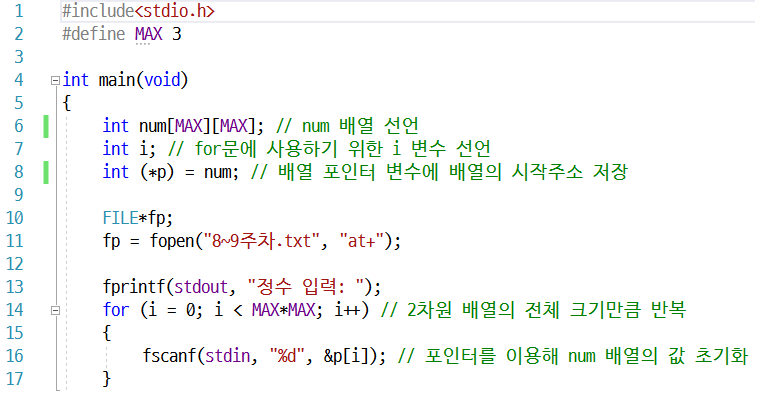 1 #include<stdio.h>
2 #define MAX 3
3
4 int main(void)
5 {
6 int num[MAX][MAX]; // num 배열 선언
7 int i; // for문에 사용하기 위한 i 변수 선언
8 int (*p) = num; // 배열 포인터 변수에 배열의 시작주소 저장
9
10 FILE*fp;
11 fp = fopen("8~9주차.txt", "at+");
12
13 fprintf(stdout, "정수 입력: ");
14 for (i = 0; i < MAX*MAX; i++) // 2차원 배열의 전체 크기만큼 반복
15 {
16 fscanf(stdin, "%d", &p[i]); // 포인터를 이용해 num 배열의 값 초기화
17 }